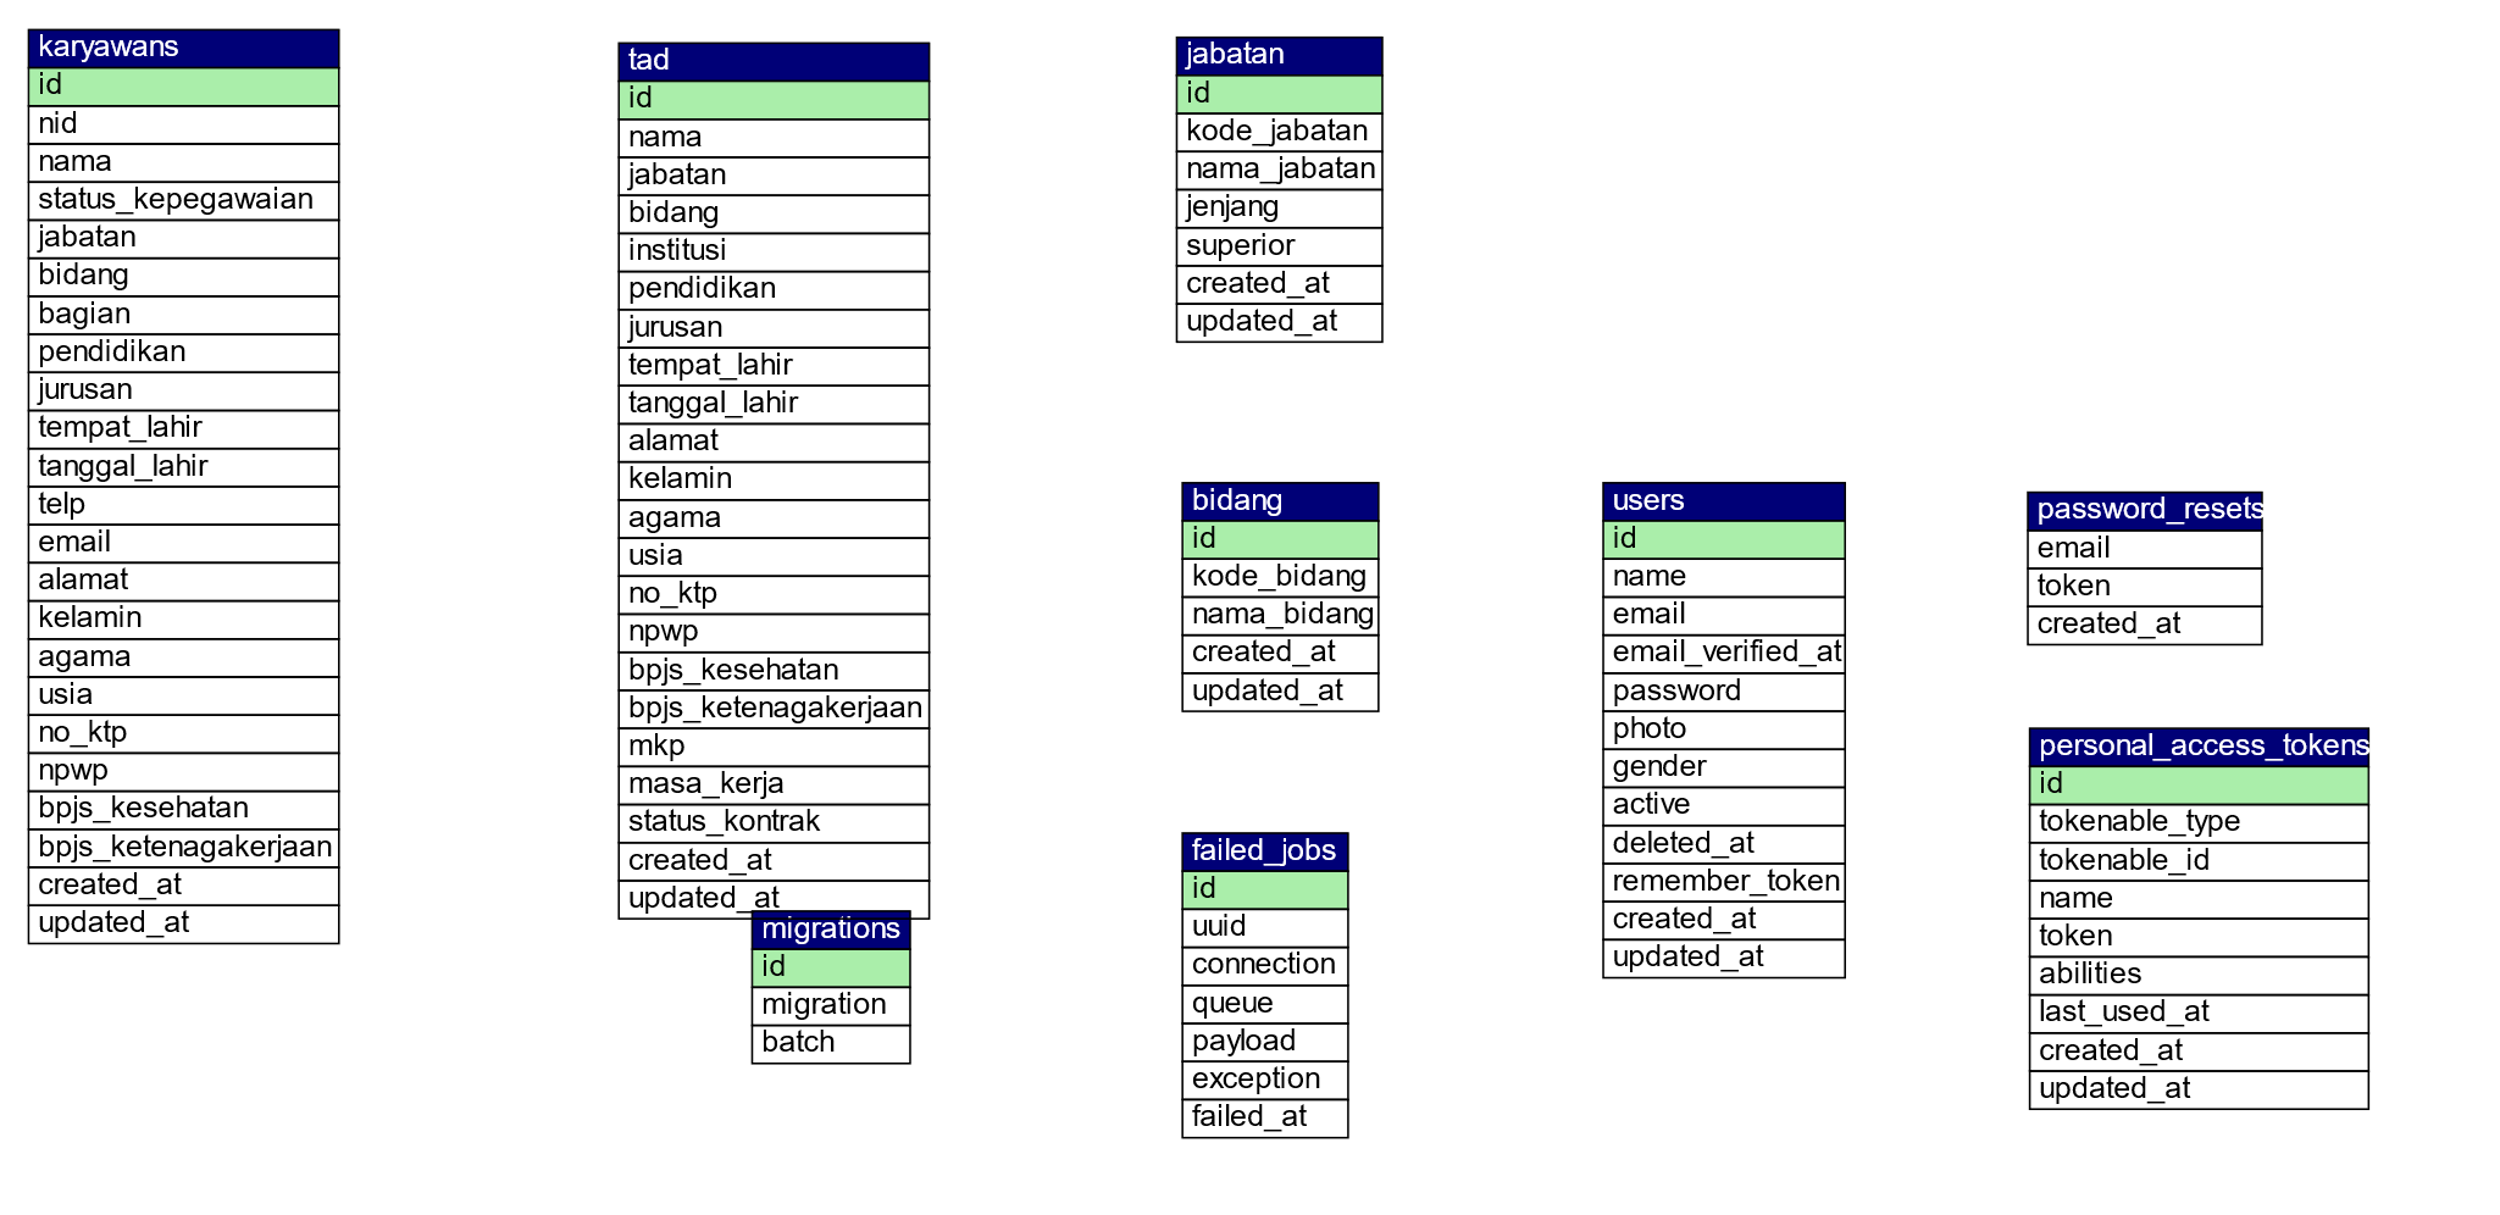 karyawans
id
nid
nama
status_kepegawaian
jabatan
bidang
bagian
pendidikan
jurusan
tempat_lahir
tanggal_lahir
telp
email
alamat
kelamin
agama
usia
no_ktp
npwp
bpjs_kesehatan
bpjs_ketenagakerjaan
created_at
updated_at
tad
id
nama
jabatan
bidang
institusi
pendidikan
jurusan
tempat_lahir
tanggal_lahir
alamat
kelamin
agama
usia
no_ktp
npwp
bpjs_kesehatan
bpjs_ketenagakerjaan
mkp
masa_kerja
status_kontrak
created_at
updated_at
migrations
id
migration
batch
jabatan
id
kode_jabatan
nama_jabatan
jenjang
superior
created_at
updated_at
bidang
id
kode_bidang
nama_bidang
created_at
updated_at
failed_jobs
id
uuid
connection
queue
payload
exception
failed_at
users
id
name
email
email_verified_at
password
photo
gender
active
deleted_at
remember_token
created_at
updated_at
password_resets
email
token
created_at
personal_access_tokens
id
tokenable_type
tokenable_id
name
token
abilities
last_used_at
created_at
updated_at